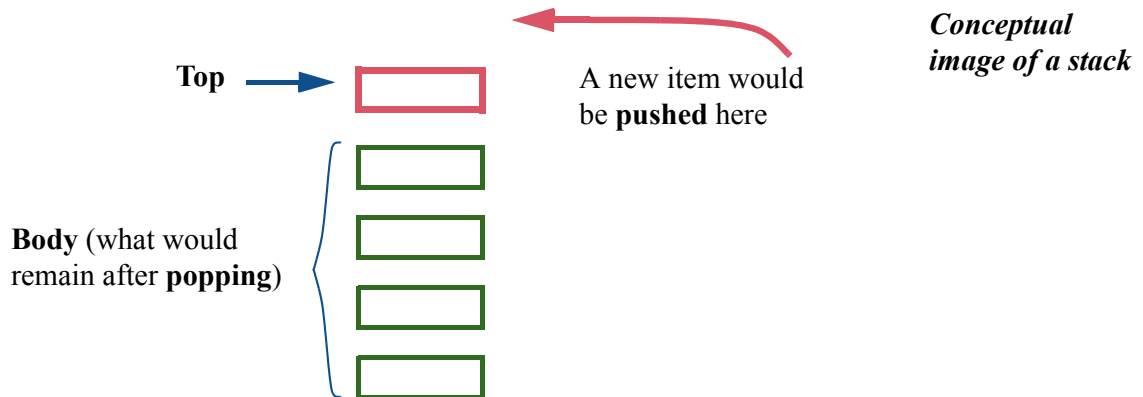 Conceptual
image of a stack
Top
A new item would
be pushed here
Body (what would
remain after popping)